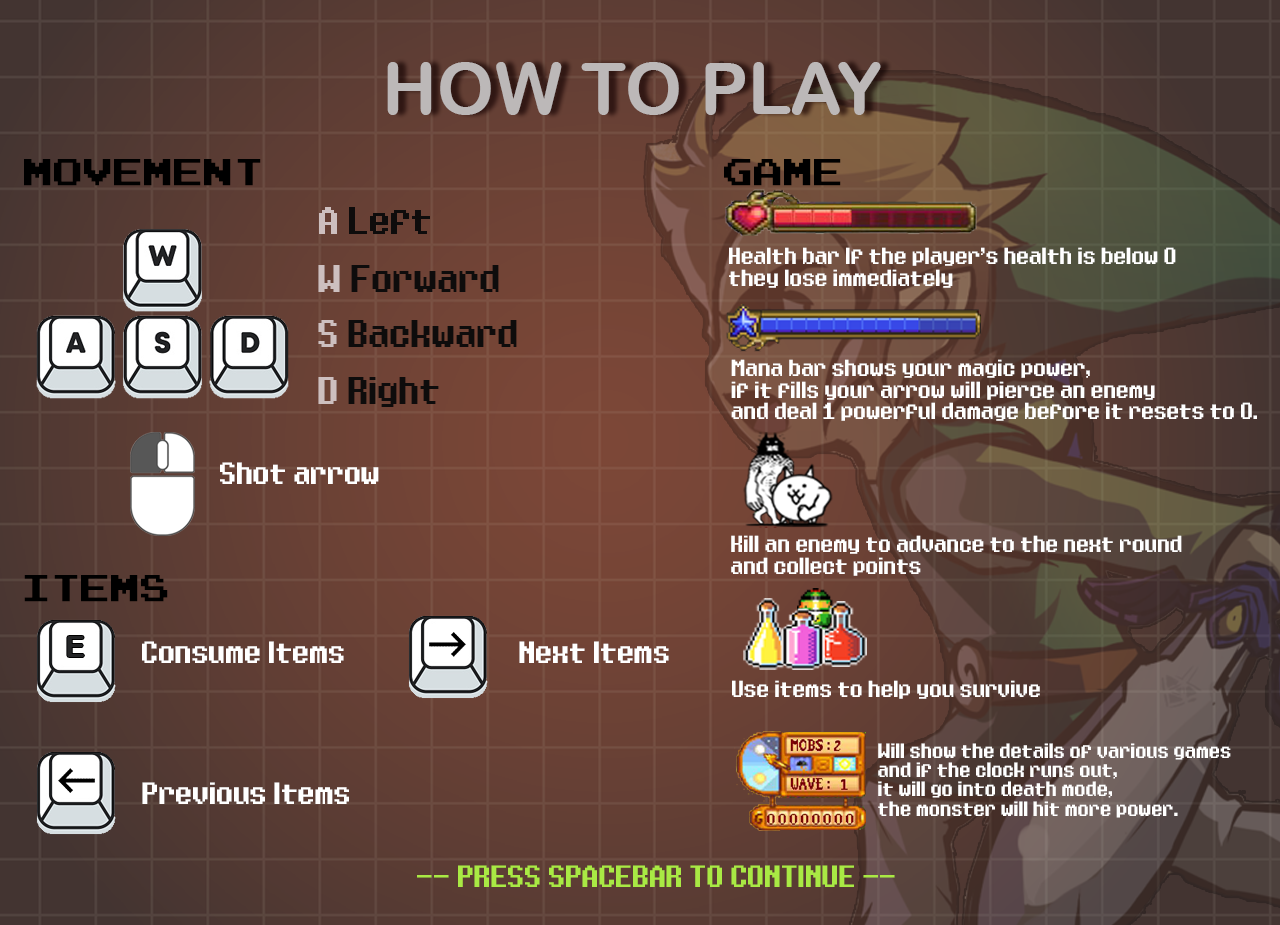 HOW TO PLAY
MOVEMENT
W
A S D
A Left
W Forward
S Backward
D Right
Shot arrow
ITEMS
E
Consume Items
→
Next Items
←
Previous Items
GAME
Health bar If the player's health is below 0
they lose immediately
Mana bar shows your magic power,
if it fills your arrow will pierce an enemy
and deal 1 powerful damage before it resets to 0.
Kill an enemy to advance to the next round
and collect points
Use items to help you survive
MOBS:2
WAVE: 1
G00000000
Will show the details of various games
and if the clock runs out,
it will go into death mode,
the monster will hit more power.
-- PRESS SPACEBAR TO CONTINUE --